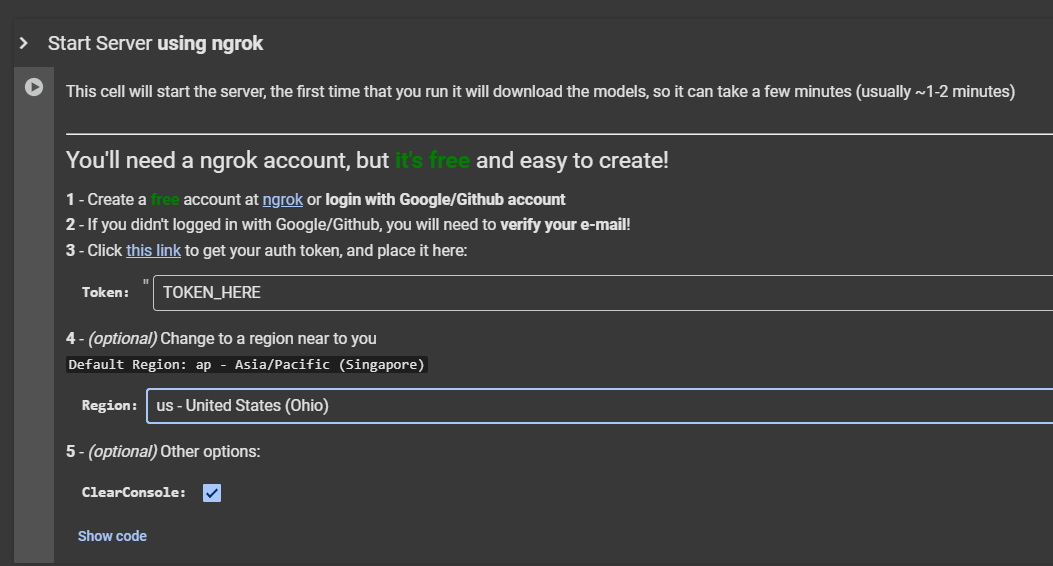 Start Server using ngrok
This cell will start the server, the first time that you run it will download the models, so it can take a few minutes (usually ~1-2 minutes)
You'll need a ngrok account, but it's free and easy to create!
1 - Create a free account at ngrok or login with Google/Github account
2 - If you didn't logged in with Google/Github, you will need to verify your e-mail!
3 - Click this link to get your auth token, and place it here:
Token: " TOKEN_HERE
4 - (optional) Change to a region near to you
Default Region: ap - Asia/Pacific (Singapore)
Region: us - United States (Ohio)
5 - (optional) Other options:
ClearConsole:
Show code